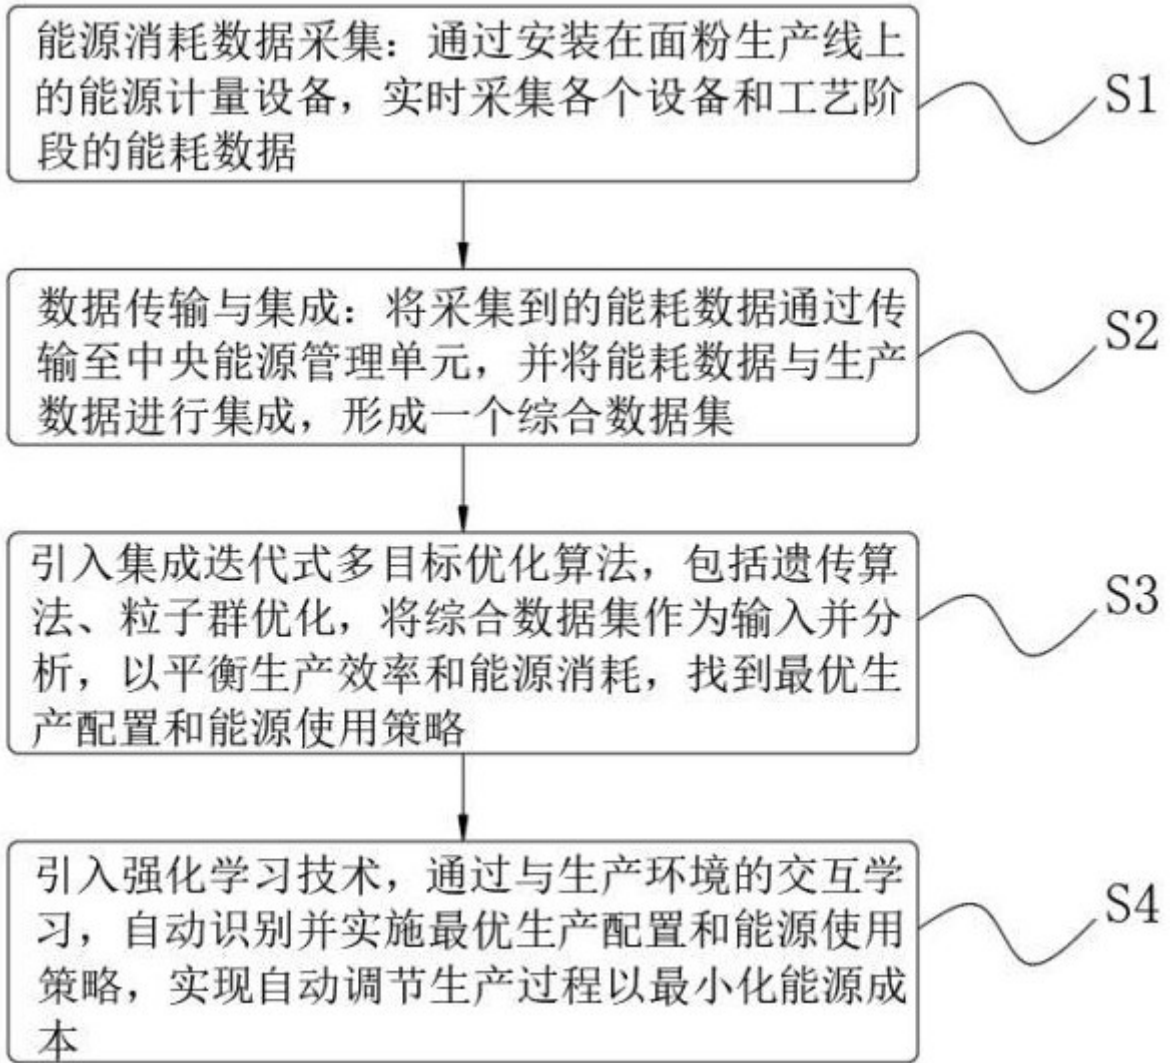 能源消耗数据采集：通过安装在面粉生产线上
的能源计量设备，实时采集各个设备和工艺阶
段的能耗数据
S1
数据传输与集成：将采集到的能耗数据通过传
输至中央能源管理单元，并将能耗数据与生产
数据进行集成，形成一个综合数据集
S2
引入集成迭代式多目标优化算法，包括遗传算
法、粒子群优化，将综合数据集作为输入并分
析，以平衡生产效率和能源消耗，找到最优生
产配置和能源使用策略
S3
引入强化学习技术，通过与生产环境的交互学
习，自动识别并实施最优生产配置和能源使用
策略，实现自动调节生产过程以最小化能源成
本
S4